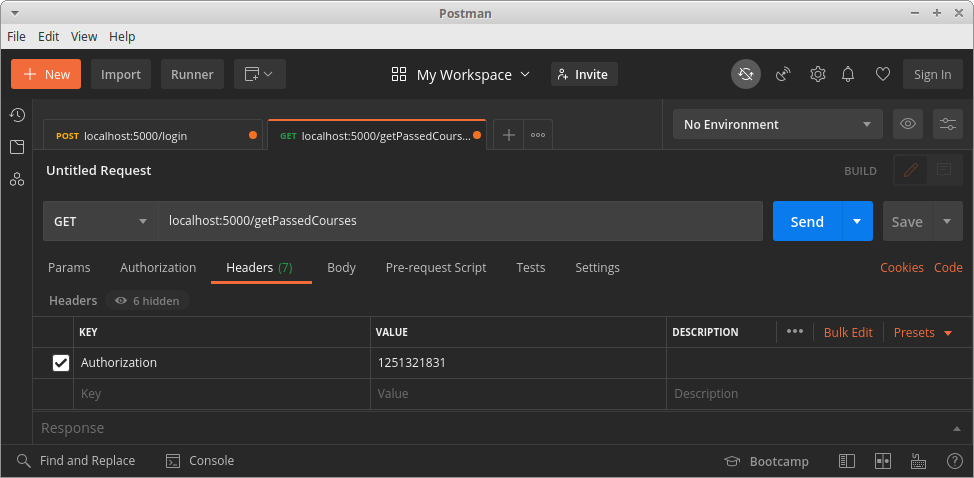 Postman
File Edit View Help
New Import Runner My Workspace Invite Sign In
POST localhost:5000/login GET localhost:5000/getPassedCours... No Environment
Untitled Request BUILD
GET localhost:5000/getPassedCourses Send Save
Params Authorization Headers (7) Body Pre-request Script Tests Settings Cookies Code
Headers 6 hidden
KEY VALUE DESCRIPTION Bulk Edit Presets
Authorization 1251321831
Key Value Description
Response
Find and Replace Console Bootcamp